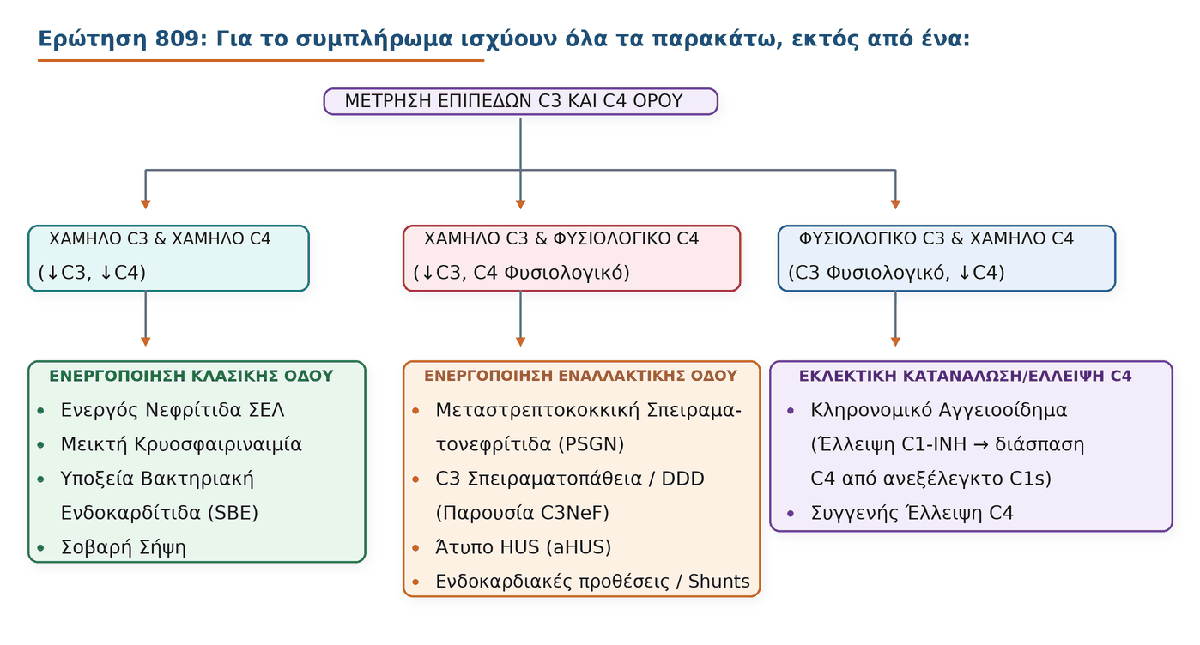 Ερώτηση 809: Για το συμπλήρωμα ισχύουν όλα τα παρακάτω, εκτός από ένα:
ΜΕΤΡΗΣΗ ΕΠΙΠΕΔΩΝ C3 ΚΑΙ C4 ΟΡΟΥ
ΧΑΜΗΛΟ C3 & ΧΑΜΗΛΟ C4
(↓C3, ↓C4)
ΧΑΜΗΛΟ C3 & ΦΥΣΙΟΛΟΓΙΚΟ C4
(↓C3, C4 Φυσιολογικό)
ΦΥΣΙΟΛΟΓΙΚΟ C3 & ΧΑΜΗΛΟ C4
(C3 Φυσιολογικό, ↓C4)
ΕΝΕΡΓΟΠΟΙΗΣΗ ΚΛΑΣΙΚΗΣ ΟΔΟΥ
• Ενεργός Νεφρίτιδα ΣΕΛ
• Μεικτή Κρυοσφαιριναιμία
• Υποξεία Βακτηριακή
Ενδοκαρδίτιδα (SBE)
• Σοβαρή Σήψη
ΕΝΕΡΓΟΠΟΙΗΣΗ ΕΝΑΛΛΑΚΤΙΚΗΣ ΟΔΟΥ
• Μεταστρεπτοκοκκική Σπειραμα-
τονεφρίτιδα (PSGN)
• C3 Σπειραματοπάθεια / DDD
(Παρουσία C3NeF)
• Άτυπο HUS (aHUS)
• Ενδοκαρδιακές προθέσεις / Shunts
ΕΚΛΕΚΤΙΚΗ ΚΑΤΑΝΑΛΩΣΗ/ΕΛΛΕΙΨΗ C4
• Κληρονομικό Αγγειοοίδημα
(Έλλειψη C1-INH → διάσπαση
C4 από ανεξέλεγκτο C1s)
• Συγγενής Έλλειψη C4